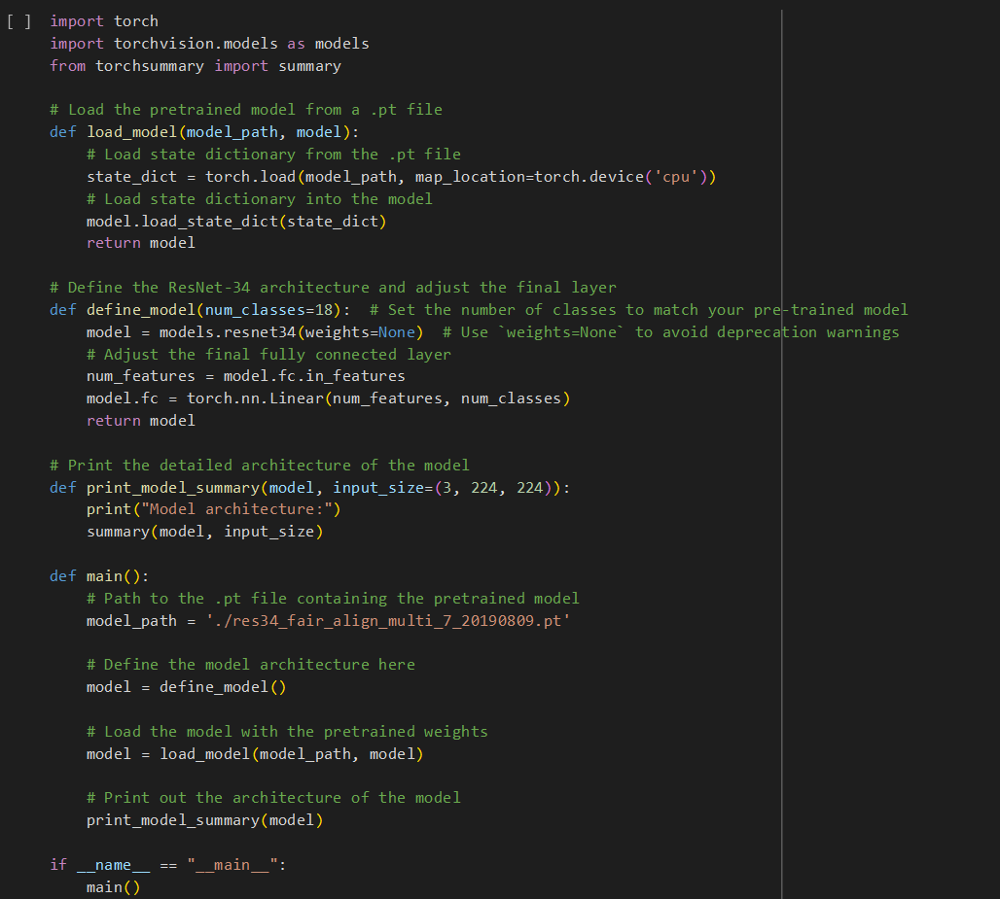 [ ] import torch
import torchvision.models as models
from torchsummary import summary

# Load the pretrained model from a .pt file
def load_model(model_path, model):
    # Load state dictionary from the .pt file
    state_dict = torch.load(model_path, map_location=torch.device('cpu'))
    # Load state dictionary into the model
    model.load_state_dict(state_dict)
    return model

# Define the ResNet-34 architecture and adjust the final layer
def define_model(num_classes=18):  # Set the number of classes to match your pre-trained model
    model = models.resnet34(weights=None)  # Use `weights=None` to avoid deprecation warnings
    # Adjust the final fully connected layer
    num_features = model.fc.in_features
    model.fc = torch.nn.Linear(num_features, num_classes)
    return model

# Print the detailed architecture of the model
def print_model_summary(model, input_size=(3, 224, 224)):
    print("Model architecture:")
    summary(model, input_size)

def main():
    # Path to the .pt file containing the pretrained model
    model_path = './res34_fair_align_multi_7_20190809.pt'

    # Define the model architecture here
    model = define_model()

    # Load the model with the pretrained weights
    model = load_model(model_path, model)

    # Print out the architecture of the model
    print_model_summary(model)

if __name__ == "__main__":
    main()